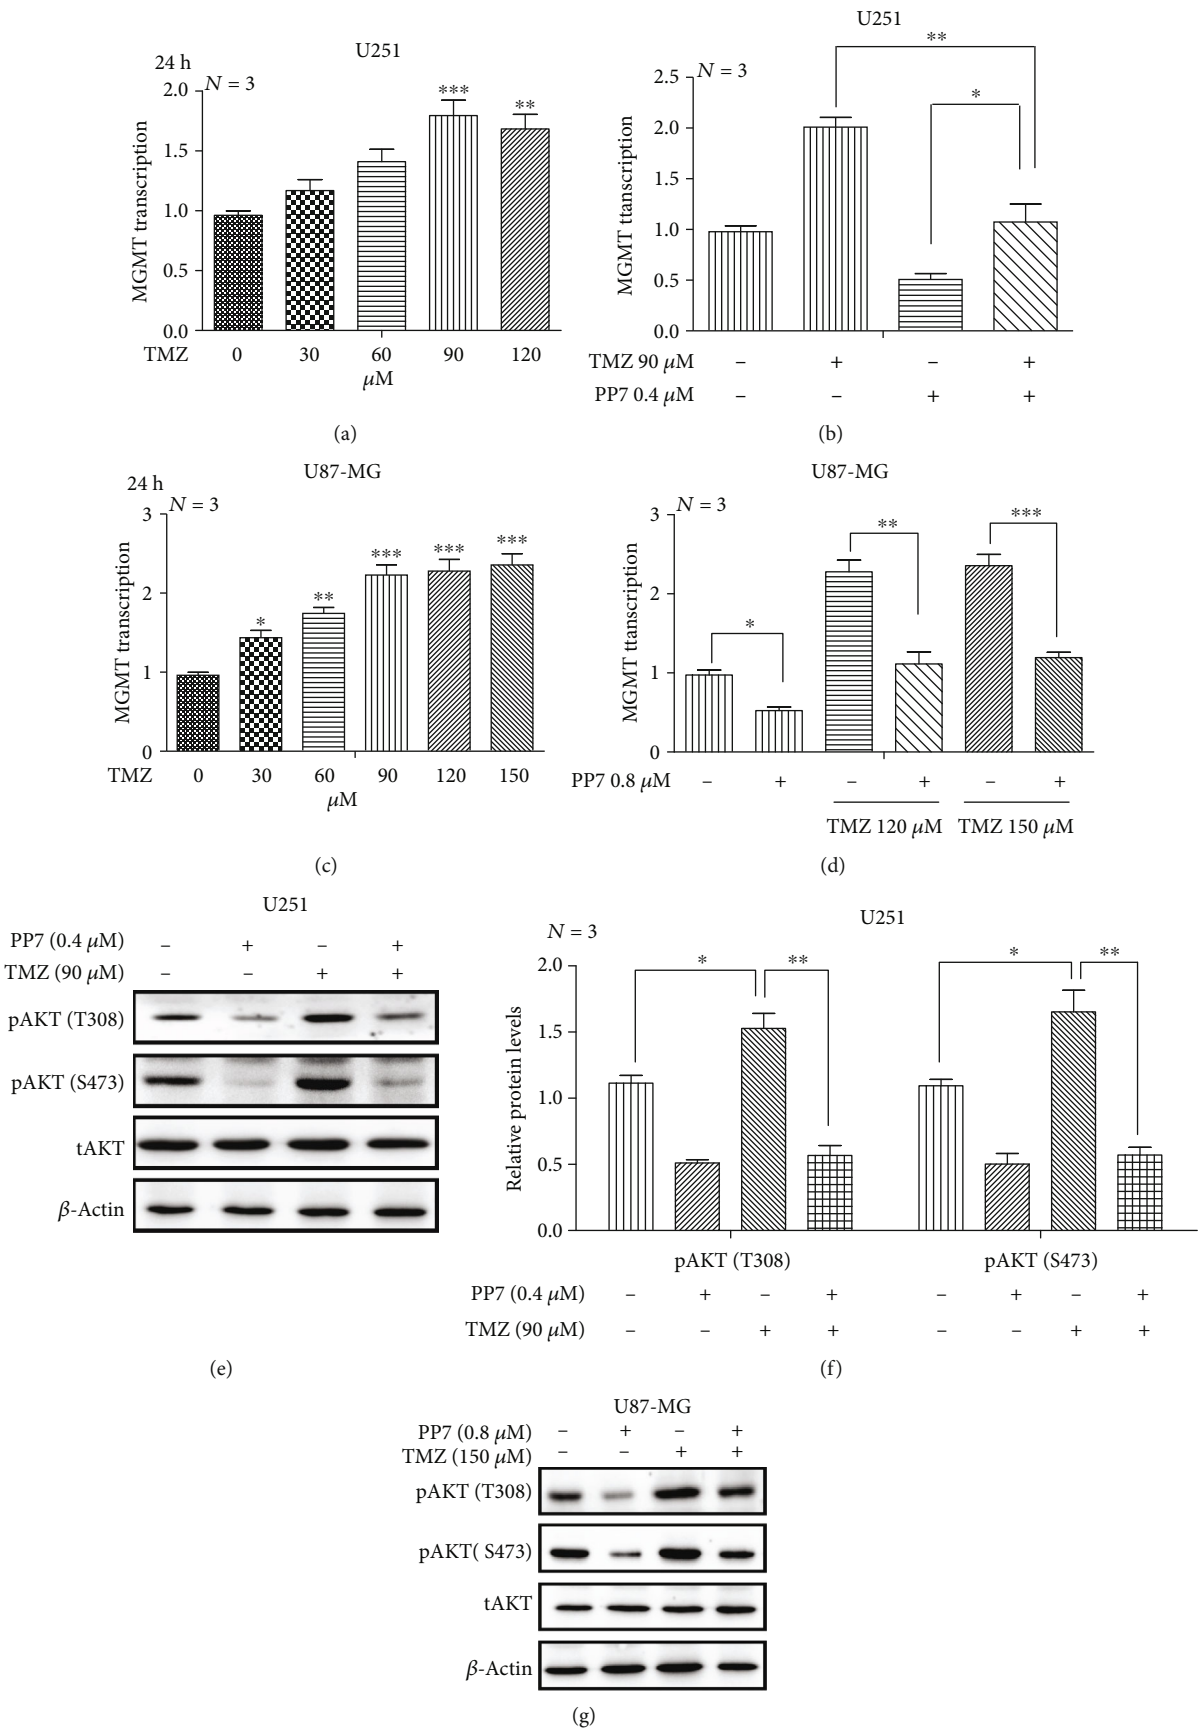 U251
24 h
N = 3
***
**
2.0
1.5
1.0
0.5
0.0
MGMT transcription
TMZ 0 30 60 90 120
μM
(a)
U251
N = 3
**
*
2.5
2.0
1.5
1.0
0.5
0.0
MGMT ttanscription
TMZ 90 μM – + – +
PP7 0.4 μM – – + +
(b)
U87-MG
24 h
N = 3
* ** *** *** ***
3
2
1
0
MGMT transcription
TMZ 0 30 60 90 120 150
μM
(c)
U87-MG
N = 3
* ** ***
3
2
1
0
MGMT ttanscription
PP7 0.8 μM – + – + – +
TMZ 120 μM TMZ 150 μM
(d)
U251
PP7 (0.4 μM) – + – +
TMZ (90 μM) – – + +
pAKT (T308)
pAKT (S473)
tAKT
β-Actin
(e)
U251
N = 3
* ** * **
2.0
1.5
1.0
0.5
0.0
Relative protein levels
pAKT (T308) pAKT (S473)
PP7 (0.4 μM) – + – + – + – +
TMZ (90 μM) – – + + – – + +
(f)
U87-MG
PP7 (0.8 μM) – + – +
TMZ (150 μM) – – + +
pAKT (T308)
pAKT( S473)
tAKT
β-Actin
(g)